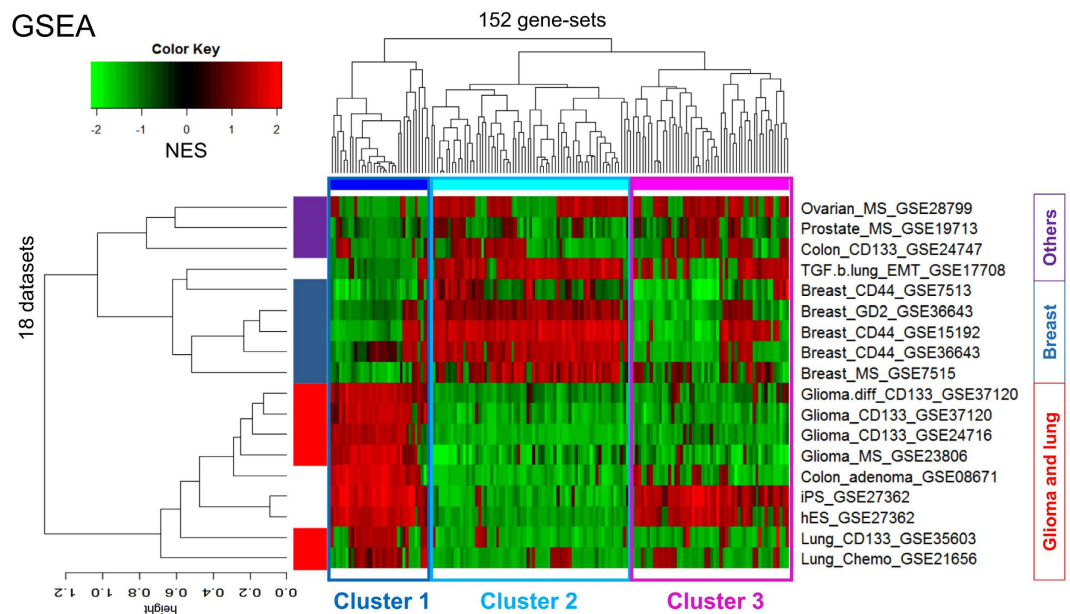 GSEA
152 gene-sets
Color Key
-2 -1 0 1 2
NES
18 datasets
Ovarian_MS_GSE28799
Prostate_MS_GSE19713
Colon_CD133_GSE24747
TGF.b.lung_EMT_GSE17708
Breast_CD44_GSE7513
Breast_GD2_GSE36643
Breast_CD44_GSE15192
Breast_CD44_GSE36643
Breast_MS_GSE7515
Glioma.diff_CD133_GSE37120
Glioma_CD133_GSE37120
Glioma_CD133_GSE24716
Glioma_MS_GSE23806
Colon_adenoma_GSE08671
iPS_GSE27362
hES_GSE27362
Lung_CD133_GSE35603
Lung_Chemo_GSE21656
Others
Breast
Glioma and lung
1.2 1.0 0.8 0.6 0.4 0.2 0.0
height
Cluster 1 Cluster 2 Cluster 3